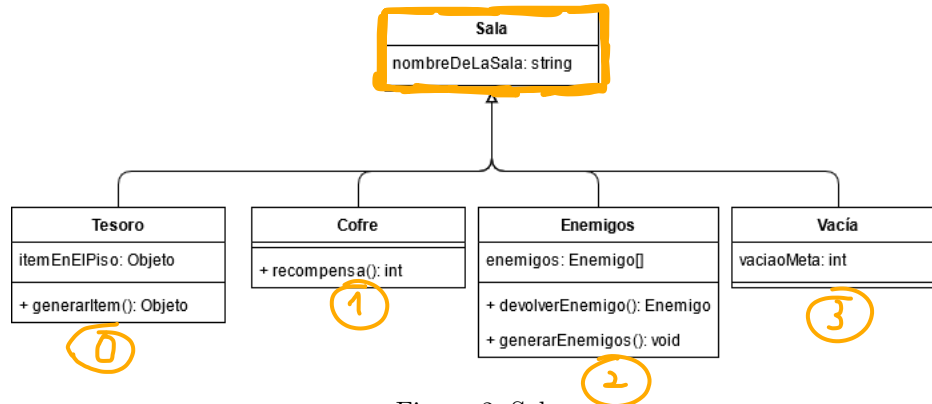 Sala
nombreDeLaSala: string
Tesoro
itemEnElPiso: Objeto
+ generarItem(): Objeto
0
Cofre
+ recompensa(): int
1
Enemigos
enemigos: Enemigo[]
+ devolverEnemigo(): Enemigo
+ generarEnemigos(): void
2
Vacía
vaciaoMeta: int
3